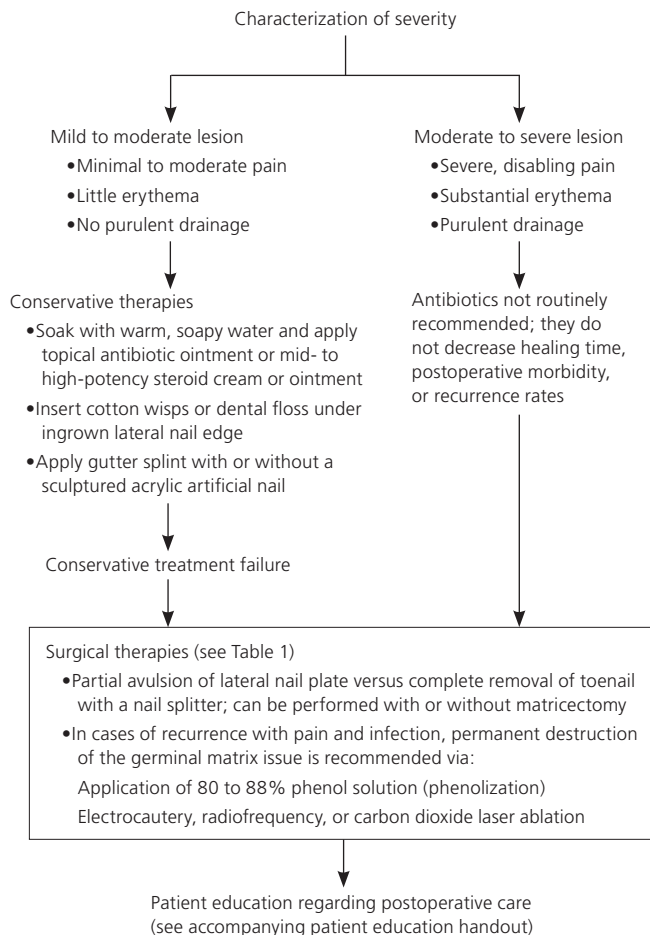 Characterization of severity
Mild to moderate lesion
•Minimal to moderate pain
•Little erythema
•No purulent drainage
Moderate to severe lesion
•Severe, disabling pain
•Substantial erythema
•Purulent drainage
Conservative therapies
•Soak with warm, soapy water and apply
topical antibiotic ointment or mid- to
high-potency steroid cream or ointment
•Insert cotton wisps or dental floss under
ingrown lateral nail edge
•Apply gutter splint with or without a
sculptured acrylic artificial nail
Antibiotics not routinely
recommended; they do
not decrease healing time,
postoperative morbidity,
or recurrence rates
Conservative treatment failure
Surgical therapies (see Table 1)
•Partial avulsion of lateral nail plate versus complete removal of toenail
with a nail splitter; can be performed with or without matricectomy
•In cases of recurrence with pain and infection, permanent destruction
of the germinal matrix issue is recommended via:
Application of 80 to 88% phenol solution (phenolization)
Electrocautery, radiofrequency, or carbon dioxide laser ablation
Patient education regarding postoperative care
(see accompanying patient education handout)